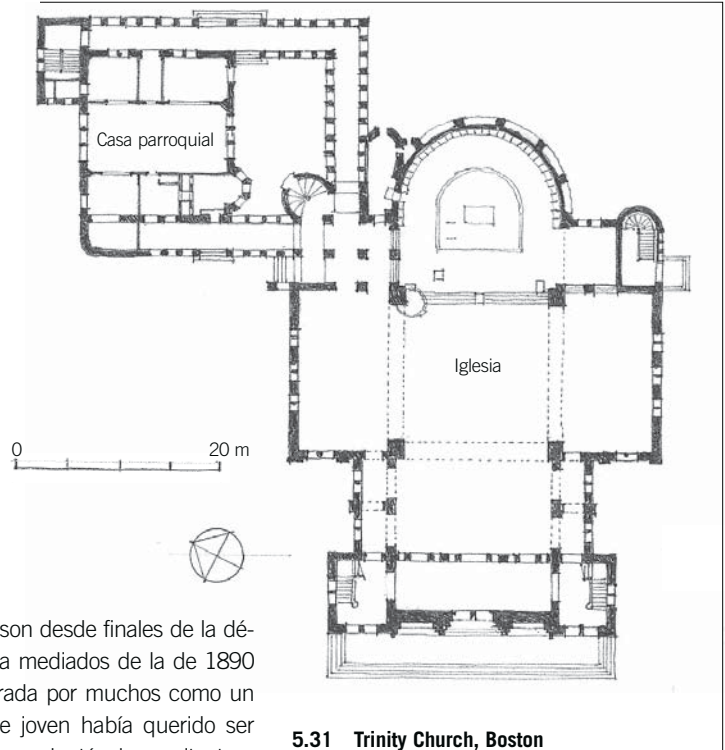 Casa parroquial
Iglesia
0 20 m
son desde finales de la dé-
a mediados de la de 1890
rada por muchos como un
e joven había querido ser
5.31 Trinity Church, Boston